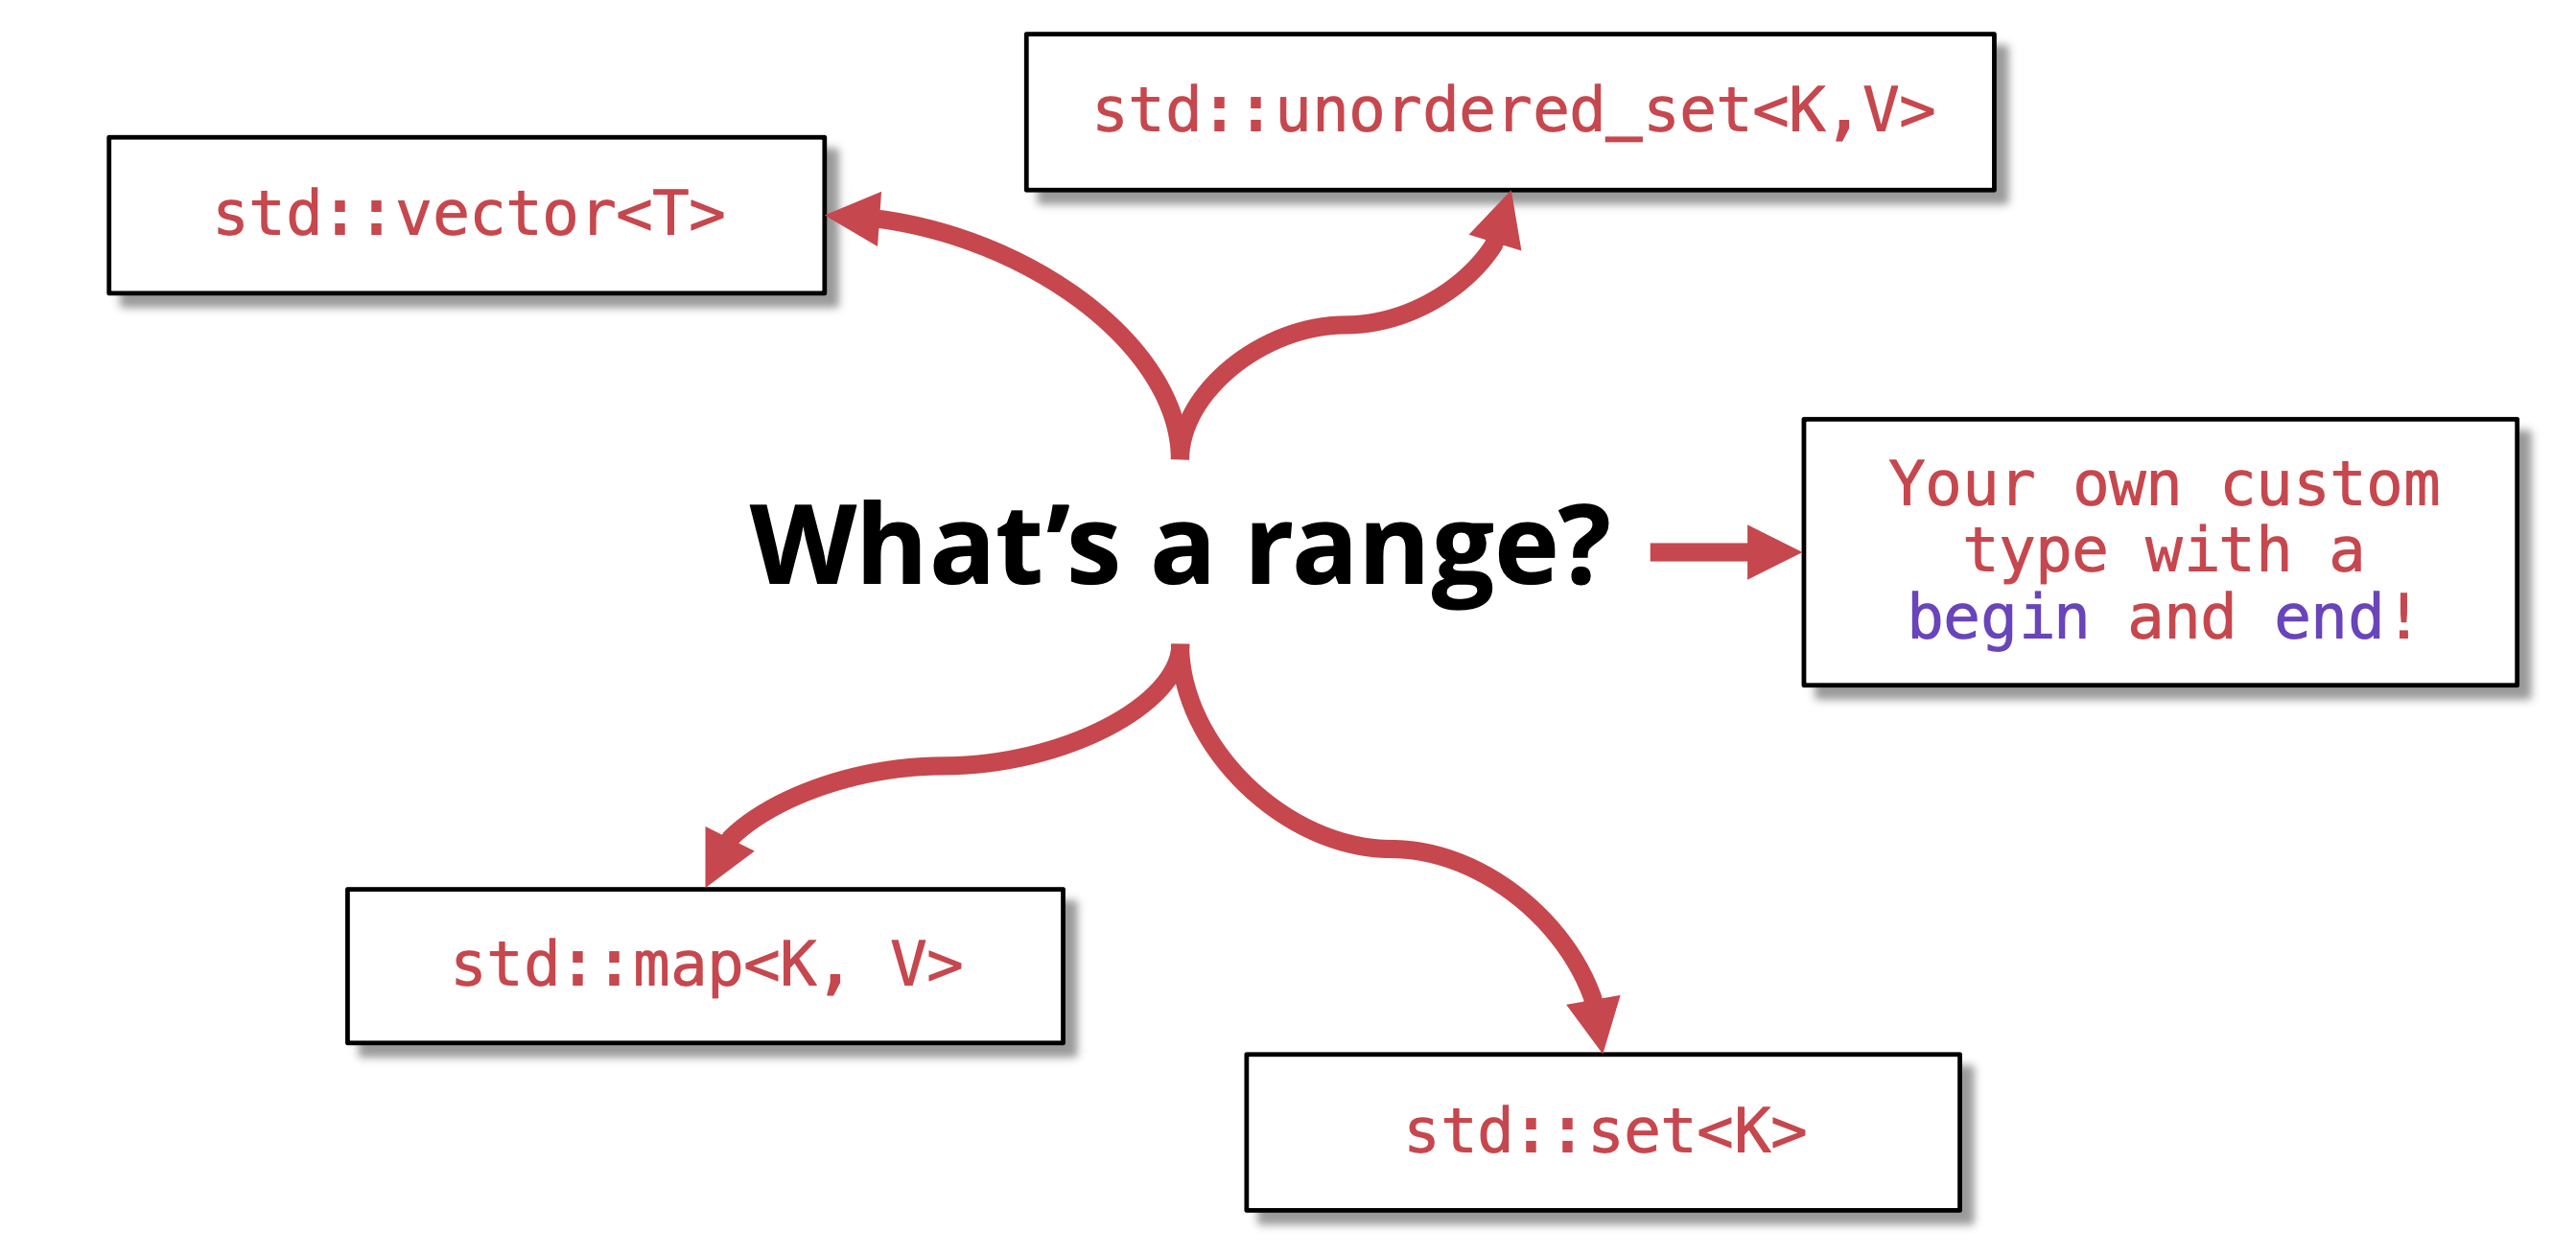 std::unordered_set<K,V>
std::vector<T>
What’s a range?
Your own custom
type with a
begin and end!
std::map<K, V>
std::set<K>